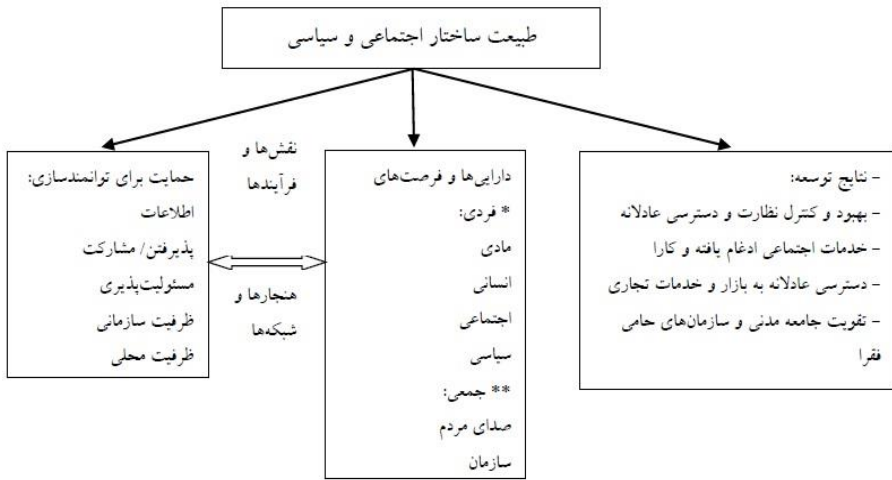 طبیعت ساختار اجتماعی و سیاسی
- نتایج توسعه:
- بهبود و کنترل نظارت و دسترسی عادلانه
- خدمات اجتماعی ادغام یافته و کارا
- دسترسی عادلانه به بازار و خدمات تجاری
- تقویت جامعه مدنی و سازمان‌های حامی
فقرا
دارایی‌ها و فرصت‌های
* فردی:
مادی
انسانی
اجتماعی
سیاسی
** جمعی:
صدای مردم
سازمان
نقش‌ها و
فرآیندها
هنجارها و
شبکه‌ها
حمایت برای توانمندسازی:
اطلاعات
پذیرفتن/ مشارکت
مسئولیت‌پذیری
ظرفیت سازمانی
ظرفیت محلی